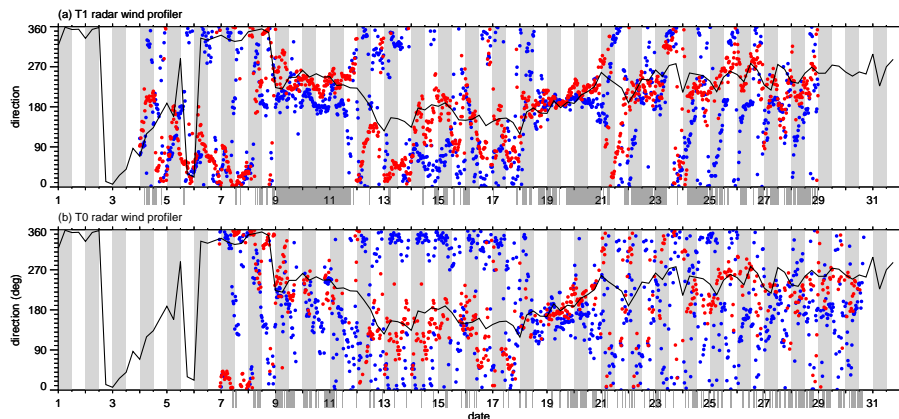 (a) T1 radar wind profiler
360
270
180
90
0
direction
1 3 5 7 9 11 13 15 17 19 21 23 25 27 29 31
(b) T0 radar wind profiler
360
270
180
90
0
direction (deg)
1 3 5 7 9 11 13 15 17 19 21 23 25 27 29 31
date